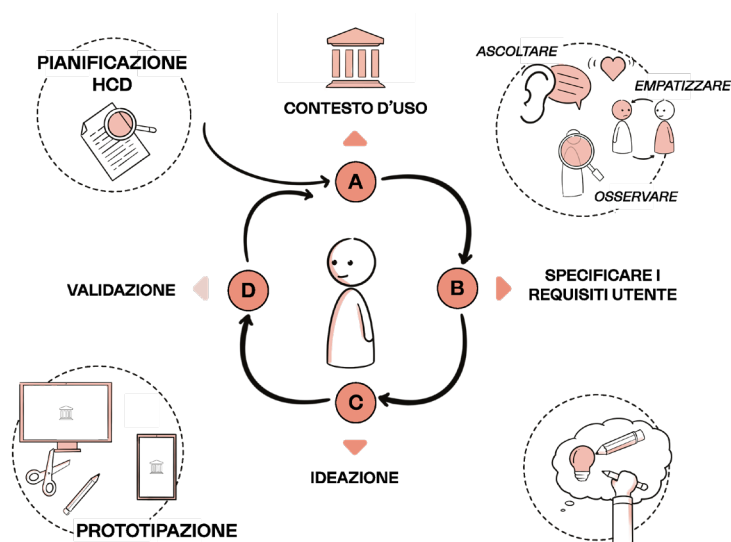 PIANIFICAZIONE
HCD
CONTESTO D'USO
ASCOLTARE
EMPATIZZARE
OSSERVARE
A
D
B
VALIDAZIONE
SPECIFICARE I
REQUISITI UTENTE
C
IDEAZIONE
PROTOTIPAZIONE